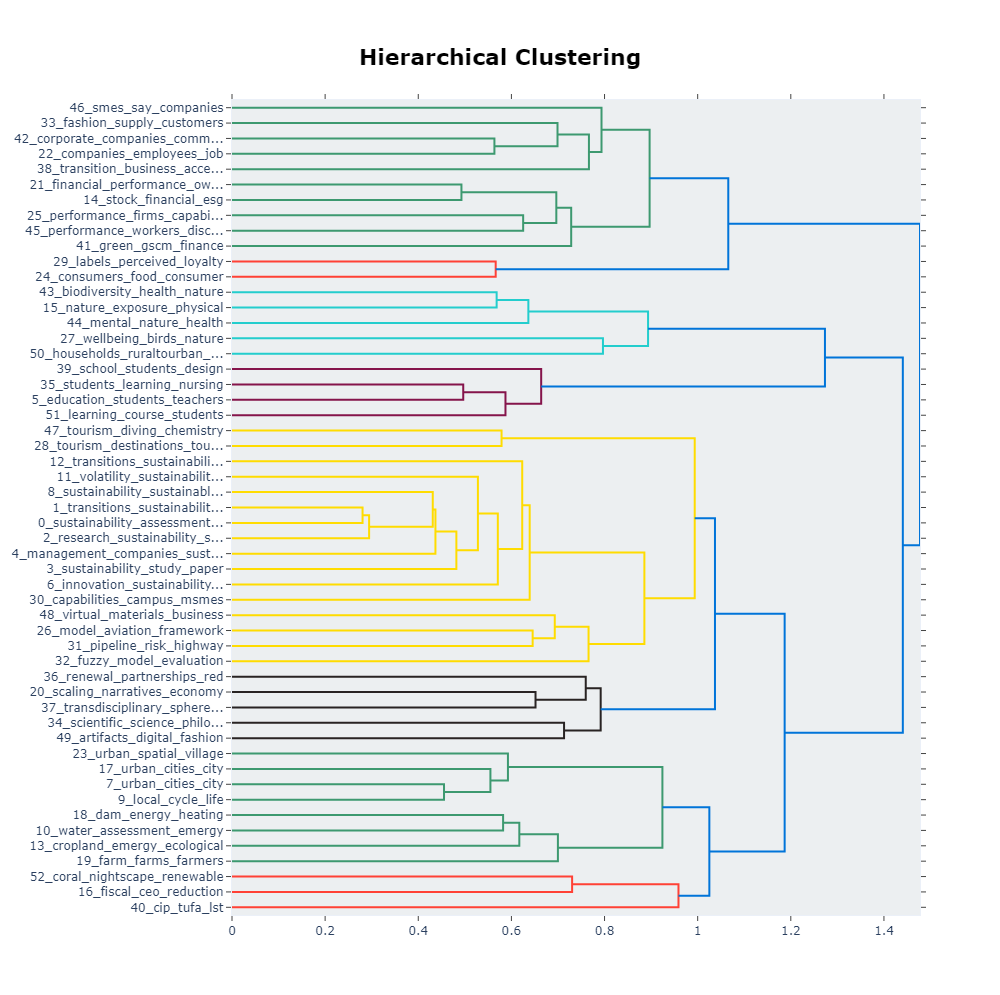 Hierarchical Clustering
46_smes_say_companies
33_fashion_supply_customers
42_corporate_companies_comm...
22_companies_employees_job
38_transition_business_acce...
21_financial_performance_ow...
14_stock_financial_esg
25_performance_firms_capabi...
45_performance_workers_disc...
41_green_gscm_finance
29_labels_perceived_loyalty
24_consumers_food_consumer
43_biodiversity_health_nature
15_nature_exposure_physical
44_mental_nature_health
27_wellbeing_birds_nature
50_households_ruraltourban_...
39_school_students_design
35_students_learning_nursing
5_education_students_teachers
51_learning_course_students
47_tourism_diving_chemistry
28_tourism_destinations_tou...
12_transitions_sustainabili...
11_volatility_sustainabilit...
8_sustainability_sustainabl...
1_transitions_sustainabilit...
0_sustainability_assessment...
2_research_sustainability_s...
4_management_companies_sust...
3_sustainability_study_paper
6_innovation_sustainability...
30_capabilities_campus_msmes
48_virtual_materials_business
26_model_aviation_framework
31_pipeline_risk_highway
32_fuzzy_model_evaluation
36_renewal_partnerships_red
20_scaling_narratives_economy
37_transdisciplinary_sphere...
34_scientific_science_philo...
49_artifacts_digital_fashion
23_urban_spatial_village
17_urban_cities_city
7_urban_cities_city
9_local_cycle_life
18_dam_energy_heating
10_water_assessment_emergy
13_cropland_emergy_ecological
19_farm_farms_farmers
52_coral_nightscape_renewable
16_fiscal_ceo_reduction
40_cip_tufa_lst
0 0.2 0.4 0.6 0.8 1 1.2 1.4